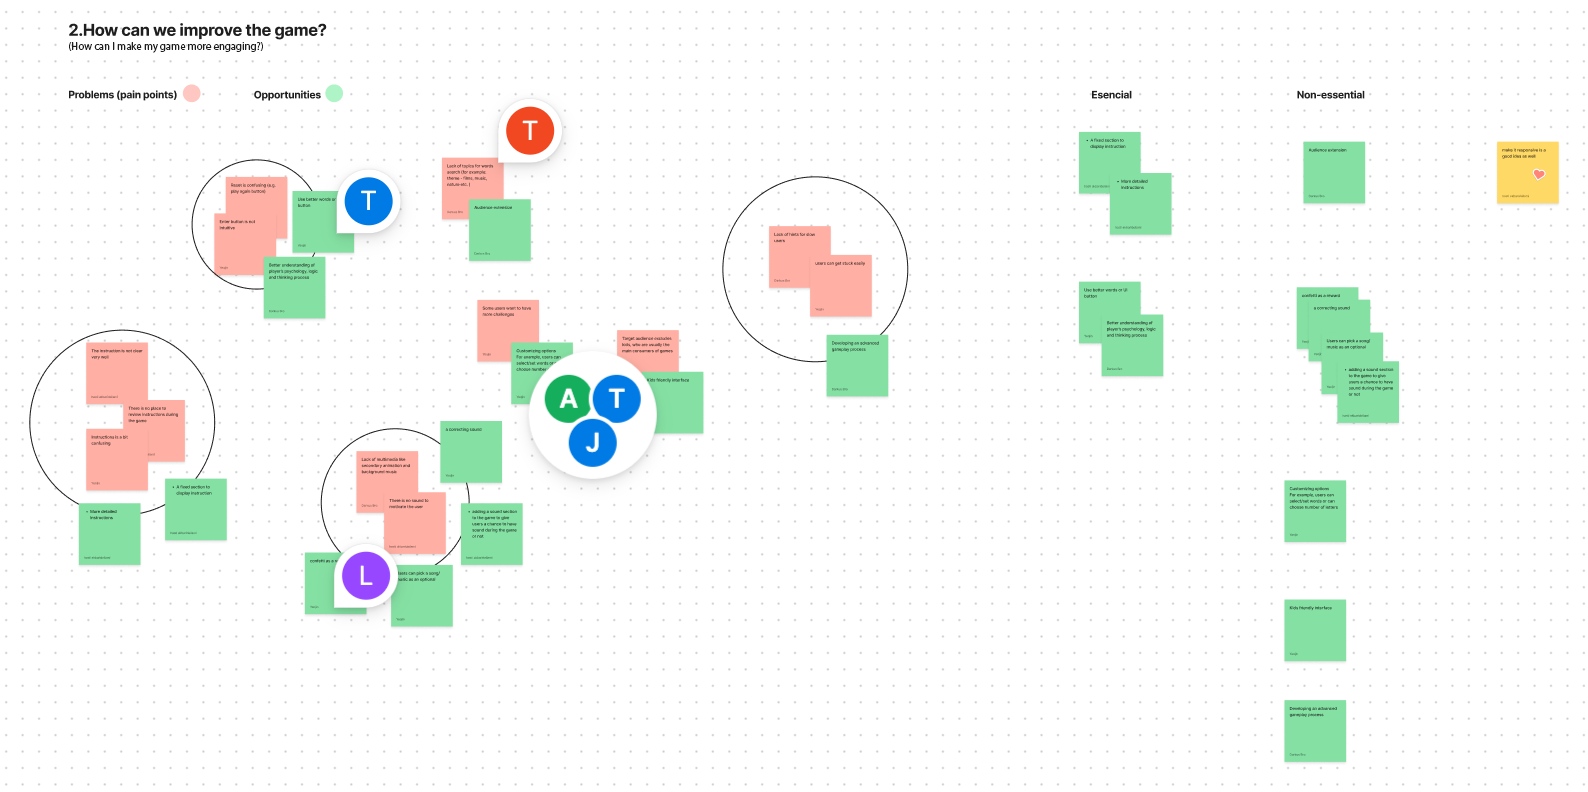 2.How can we improve the game?
(How can I make my game more engaging?)
Problems (pain points)
Opportunities
Esencial
Non-essential
T
T
Reset is confusing (e.g.
play again button)
Enter button is not
intuitive
Use better words or
button
Better understanding of
player's psychology, logic
and thinking process
Lack of topics for words
search (for example:
theme - films, music,
nature etc. )
Audience extension
Lack of hints for slow
users
users can get stuck easily
Developing an advanced
gameplay process
Some users want to have
more challenges
Customizing options
For example, users can
select/set words
choose number
Target audience excludes
kids, who are usually the
main consumers of games
friendly interface
A
T
J
The instruction is not clear
very well
There is no place to
review instructions during
the game
Instructions is a bit
confusing
• More detailed
instructions
• A fixed section to
display instruction
Lack of multimedia like
secondary animation and
background music
There is no sound to
motivate the user
a correcting sound
• adding a sound section
to the game to give
users a chance to have
sound during the game
or not
confetti as a
L
can pick a song/
music as an optional
• A fixed section to
display instruction
• More detailed
instructions
Use better words or UI
button
Better understanding of
player's psychology, logic
and thinking process
Audience extension
confetti as a reward
a correcting sound
Users can pick a song/
music as an optional
• adding a sound section
to the game to give
users a chance to have
sound during the game
or not
Customizing options
For example, users can
select/set words or can
choose number of letters
Kids friendly interface
Developing an advanced
gameplay process
make it responsive is a
good idea as well